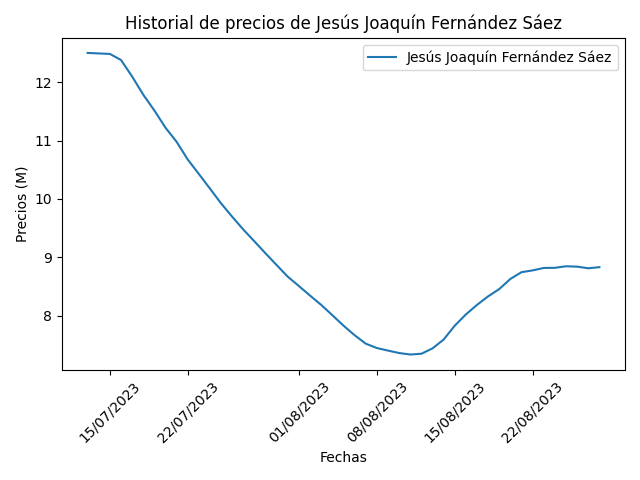 Historial de precios de Jesús Joaquín Fernández Sáez
Jesús Joaquín Fernández Sáez
Precios (M)
12
11
10
9
8
15/07/2023
22/07/2023
01/08/2023
08/08/2023
15/08/2023
22/08/2023
Fechas